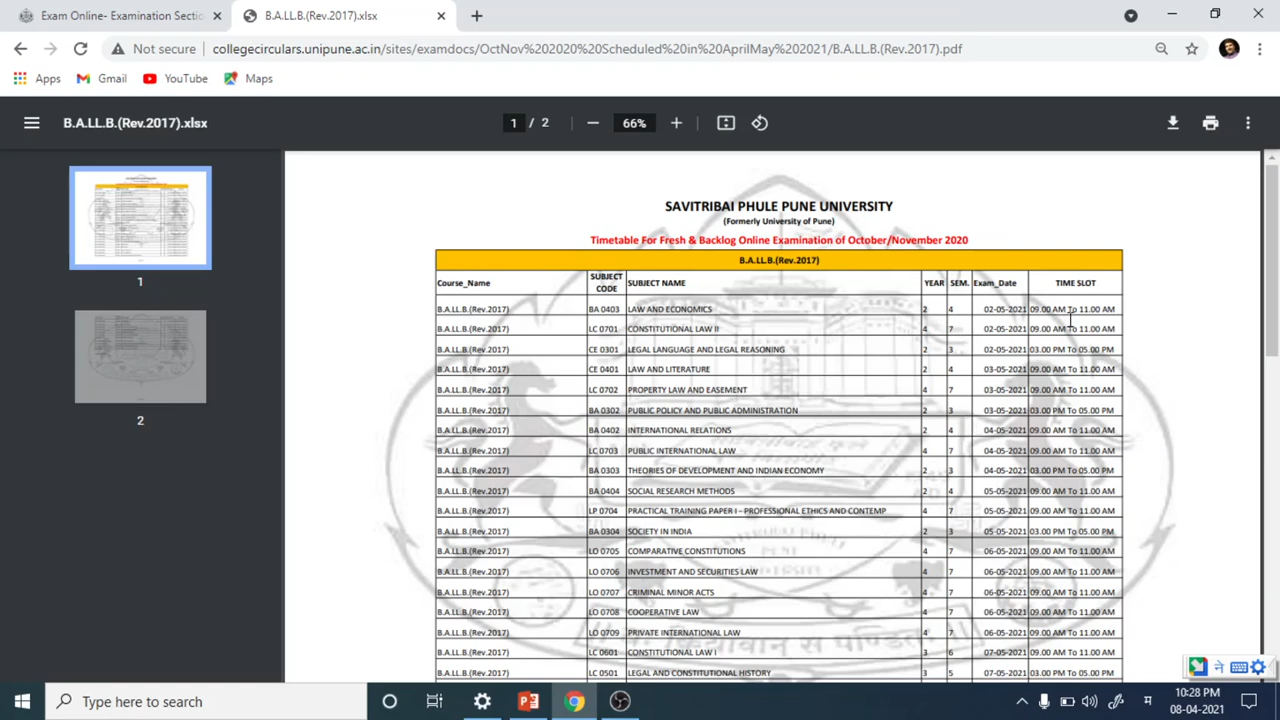 Exam Online- Examination Sectio
B.A.LL.B.(Rev.2017).xlsx
Not secure collegecirculars.unipune.ac.in/sites/examdocs/OctNov%202020%20Scheduled%20in%20AprilMay%202021/B.A.LL.B.(Rev.2017).pdf
Apps Gmail YouTube Maps
B.A.LL.B.(Rev.2017).xlsx 1 / 2 66%
1
2
SAVITRIBAI PHULE PUNE UNIVERSITY
(Formerly University of Pune)
Timetable For Fresh & Backlog Online Examination of October/November 2020
B.A.LL.B.(Rev.2017)
Course_Name SUBJECT CODE SUBJECT NAME YEAR SEM. Exam_Date TIME SLOT
B.A.LL.B.(Rev.2017) BA 0403 LAW AND ECONOMICS 2 4 02-05-2021 09.00 AM To 11.00 AM
B.A.LL.B.(Rev.2017) LC 0701 CONSTITUTIONAL LAW II 4 7 02-05-2021 09.00 AM To 11.00 AM
B.A.LL.B.(Rev.2017) CE 0301 LEGAL LANGUAGE AND LEGAL REASONING 2 3 02-05-2021 03.00 PM To 05.00 PM
B.A.LL.B.(Rev.2017) CE 0401 LAW AND LITERATURE 2 4 03-05-2021 09.00 AM To 11.00 AM
B.A.LL.B.(Rev.2017) LC 0702 PROPERTY LAW AND EASEMENT 4 7 03-05-2021 09.00 AM To 11.00 AM
B.A.LL.B.(Rev.2017) BA 0302 PUBLIC POLICY AND PUBLIC ADMINISTRATION 2 3 03-05-2021 03.00 PM To 05.00 PM
B.A.LL.B.(Rev.2017) BA 0402 INTERNATIONAL RELATIONS 2 4 04-05-2021 09.00 AM To 11.00 AM
B.A.LL.B.(Rev.2017) LC 0703 PUBLIC INTERNATIONAL LAW 4 7 04-05-2021 09.00 AM To 11.00 AM
B.A.LL.B.(Rev.2017) BA 0303 THEORIES OF DEVELOPMENT AND INDIAN ECONOMY 2 3 04-05-2021 03.00 PM To 05.00 PM
B.A.LL.B.(Rev.2017) BA 0404 SOCIAL RESEARCH METHODS 2 4 05-05-2021 09.00 AM To 11.00 AM
B.A.LL.B.(Rev.2017) LP 0704 PRACTICAL TRAINING PAPER I – PROFESSIONAL ETHICS AND CONTEMP 4 7 05-05-2021 09.00 AM To 11.00 AM
B.A.LL.B.(Rev.2017) BA 0304 SOCIETY IN INDIA 2 3 05-05-2021 03.00 PM To 05.00 PM
B.A.LL.B.(Rev.2017) LO 0705 COMPARATIVE CONSTITUTIONS 4 7 06-05-2021 09.00 AM To 11.00 AM
B.A.LL.B.(Rev.2017) LO 0706 INVESTMENT AND SECURITIES LAW 4 7 06-05-2021 09.00 AM To 11.00 AM
B.A.LL.B.(Rev.2017) LO 0707 CRIMINAL MINOR ACTS 4 7 06-05-2021 09.00 AM To 11.00 AM
B.A.LL.B.(Rev.2017) LO 0708 COOPERATIVE LAW 4 7 06-05-2021 09.00 AM To 11.00 AM
B.A.LL.B.(Rev.2017) LO 0709 PRIVATE INTERNATIONAL LAW 4 7 06-05-2021 09.00 AM To 11.00 AM
B.A.LL.B.(Rev.2017) LC 0601 CONSTITUTIONAL LAW I 3 6 07-05-2021 09.00 AM To 11.00 AM
B.A.LL.B.(Rev.2017) LC 0501 LEGAL AND CONSTITUTIONAL HISTORY 3 5 07-05-2021 03.00 PM To 05.00 PM
Type here to search
10:28 PM
08-04-2021